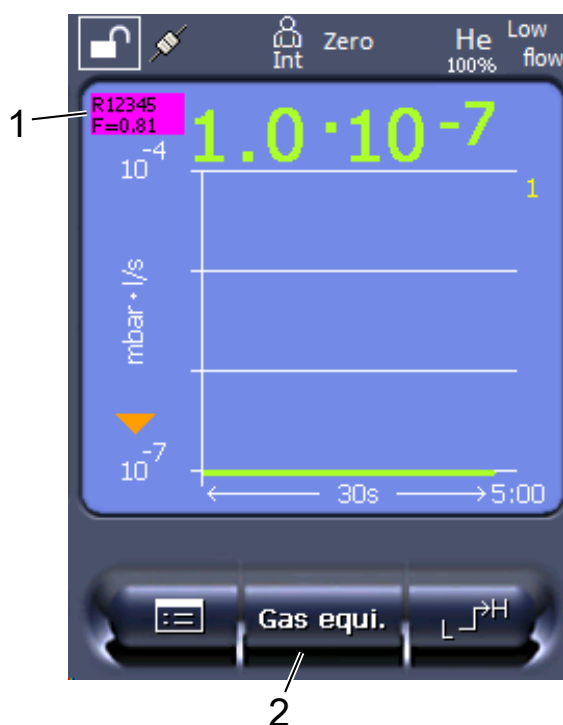 Int Zero He 100% Low flow
1 R12345
F=0.81
1.0·10⁻⁷
10⁻⁴
1
mbar·l/s
10⁻⁷
30s 5:00
Gas equi. L H
2